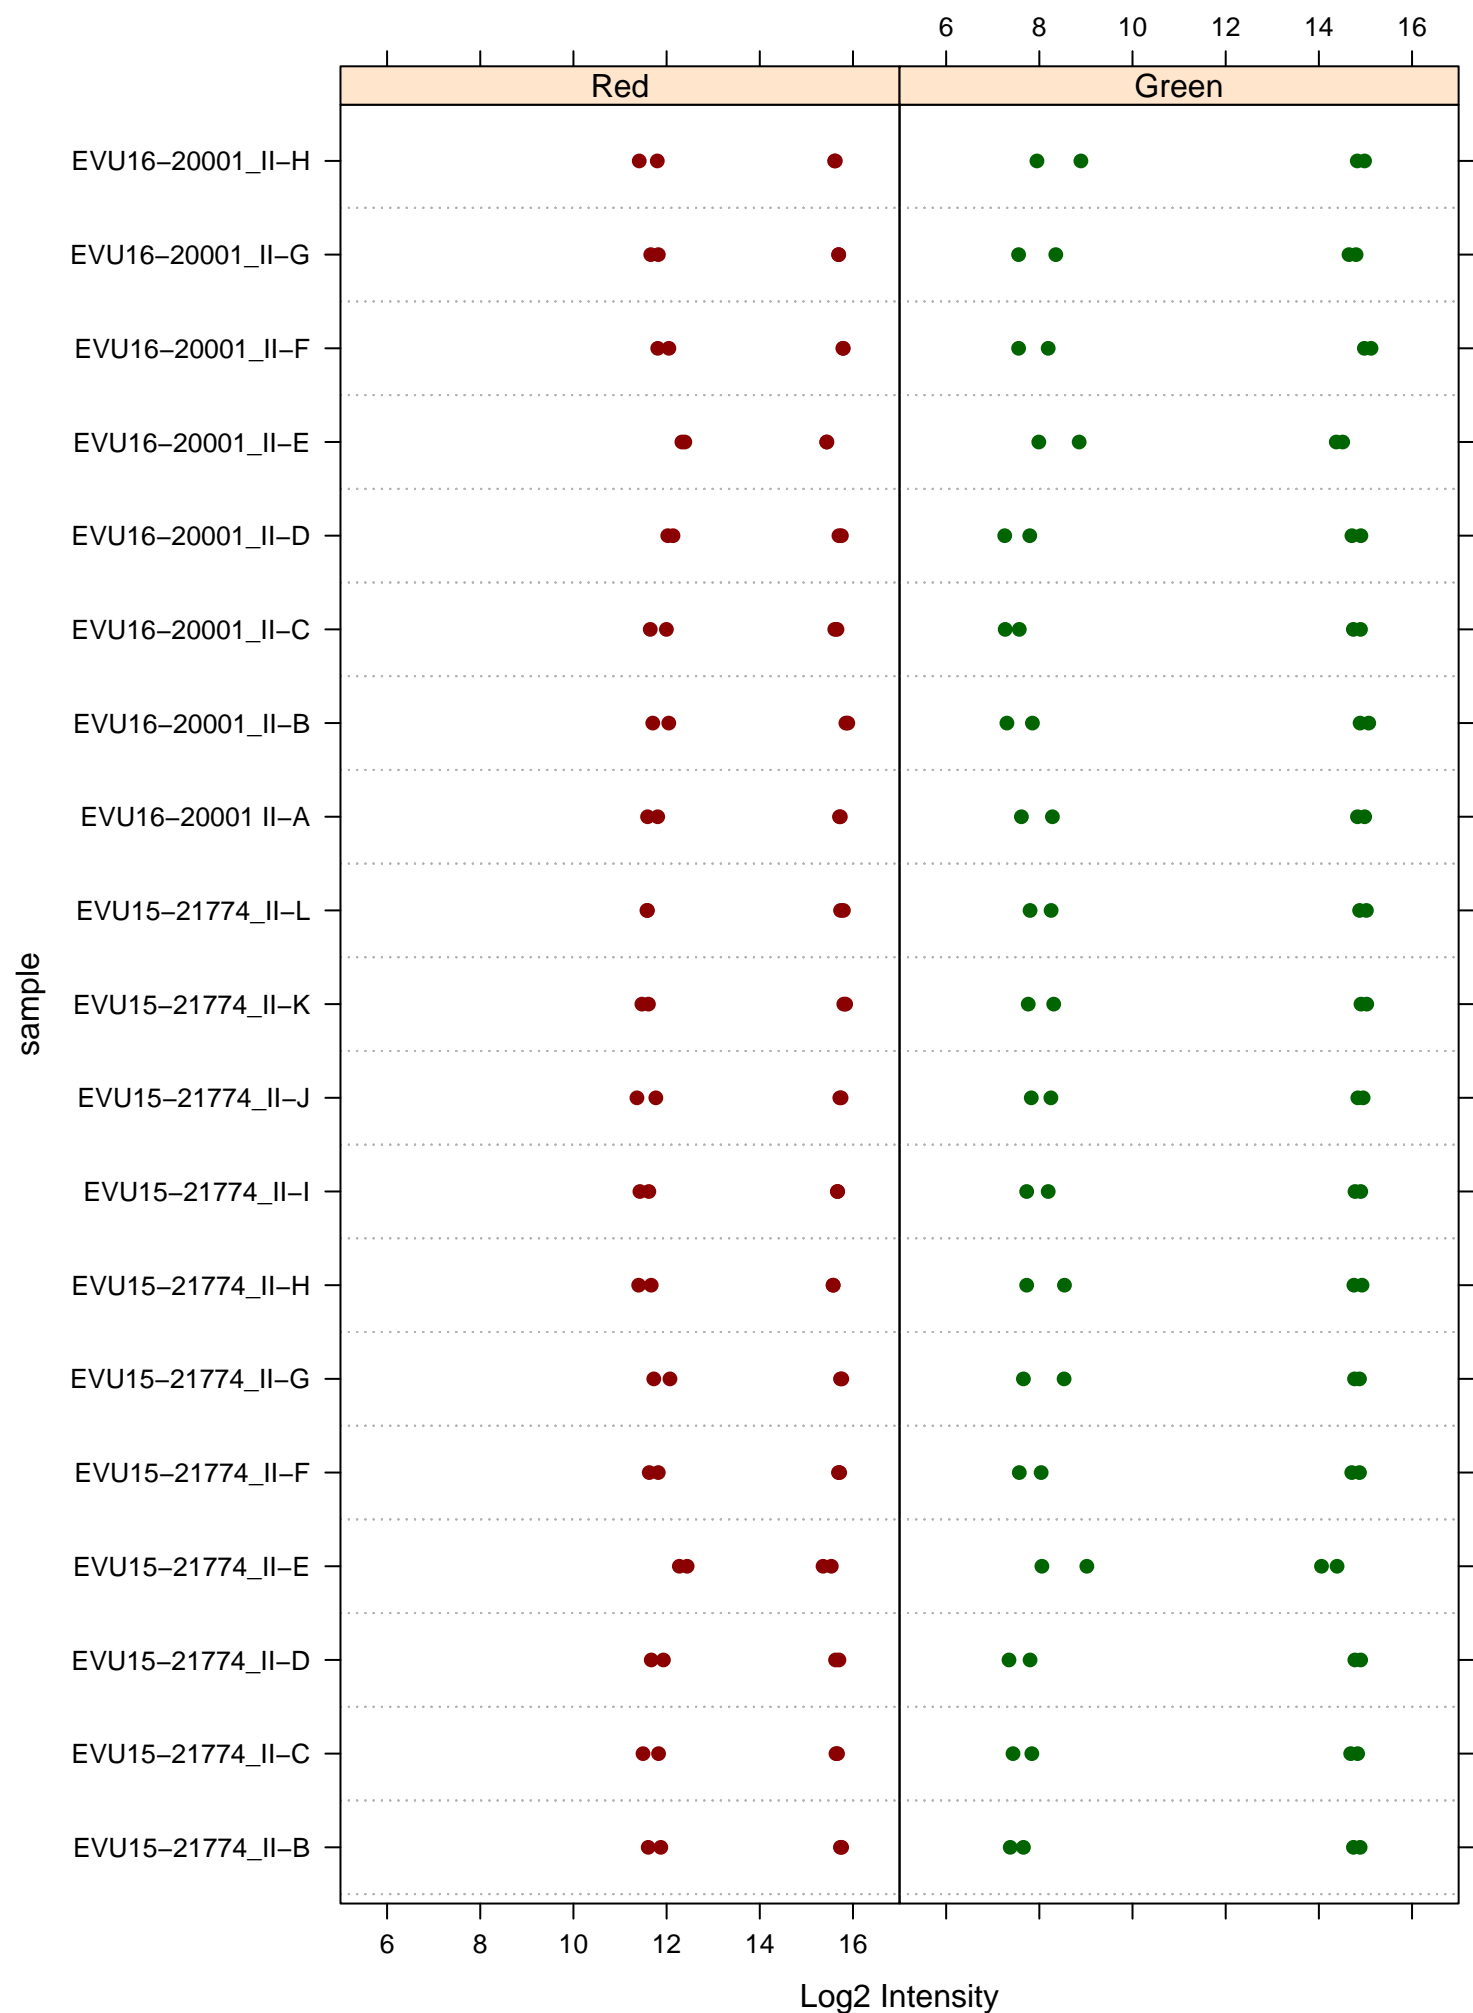 6 8 10 12 14 16
Red Green
EVU16−20001_II−H
EVU16−20001_II−G
EVU16−20001_II−F
EVU16−20001_II−E
EVU16−20001_II−D
EVU16−20001_II−C
EVU16−20001_II−B
EVU16−20001 II−A
EVU15−21774_II−L
EVU15−21774_II−K
EVU15−21774_II−J
EVU15−21774_II−I
EVU15−21774_II−H
EVU15−21774_II−G
EVU15−21774_II−F
EVU15−21774_II−E
EVU15−21774_II−D
EVU15−21774_II−C
EVU15−21774_II−B
sample
6 8 10 12 14 16
Log2 Intensity